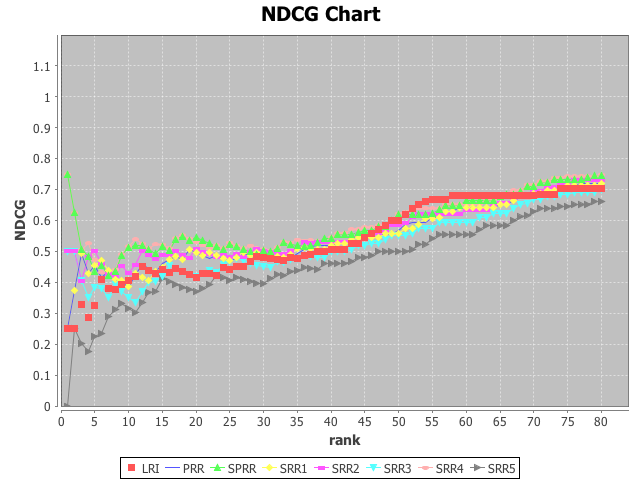 NDCG Chart
1.1
1
0.9
0.8
0.7
0.6
0.5
0.4
0.3
0.2
0.1
0
NDCG
0 5 10 15 20 25 30 35 40 45 50 55 60 65 70 75 80
rank
LRI PRR SPRR SRR1 SRR2 SRR3 SRR4 SRR5